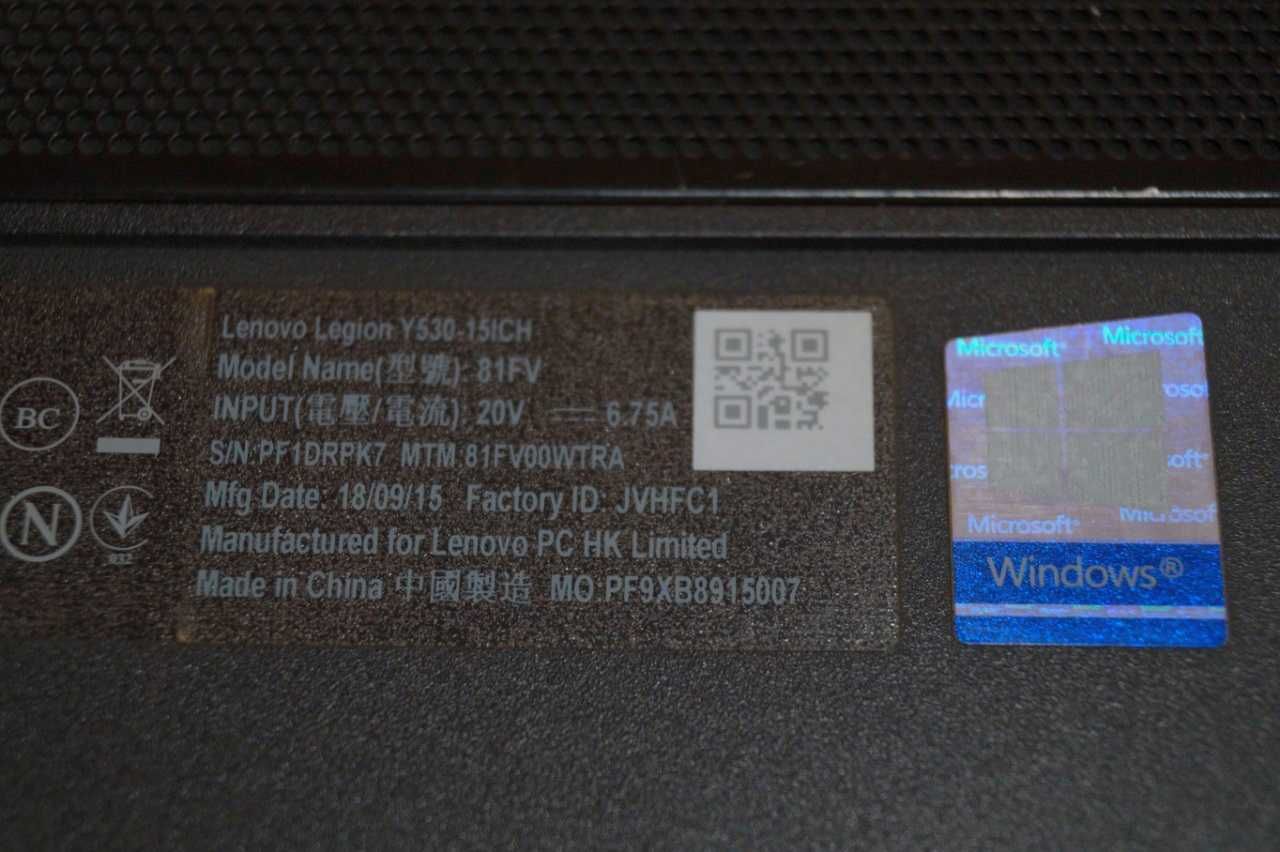 Lenovo Legion Y530-15ICH
Model Name(型號): 81FV
INPUT(電壓/電流): 20V ⎓ 6.75A
S/N:PF1DRPK7 MTM:81FV00WTRA
Mfg Date: 18/09/15 Factory ID: JVHFC1
Manufactured for Lenovo PC HK Limited
Made in China 中國製造 MO PF9XB8915007
BC
N
Microsoft®
Microsoft
Microsoft®
Microsoft
Windows®